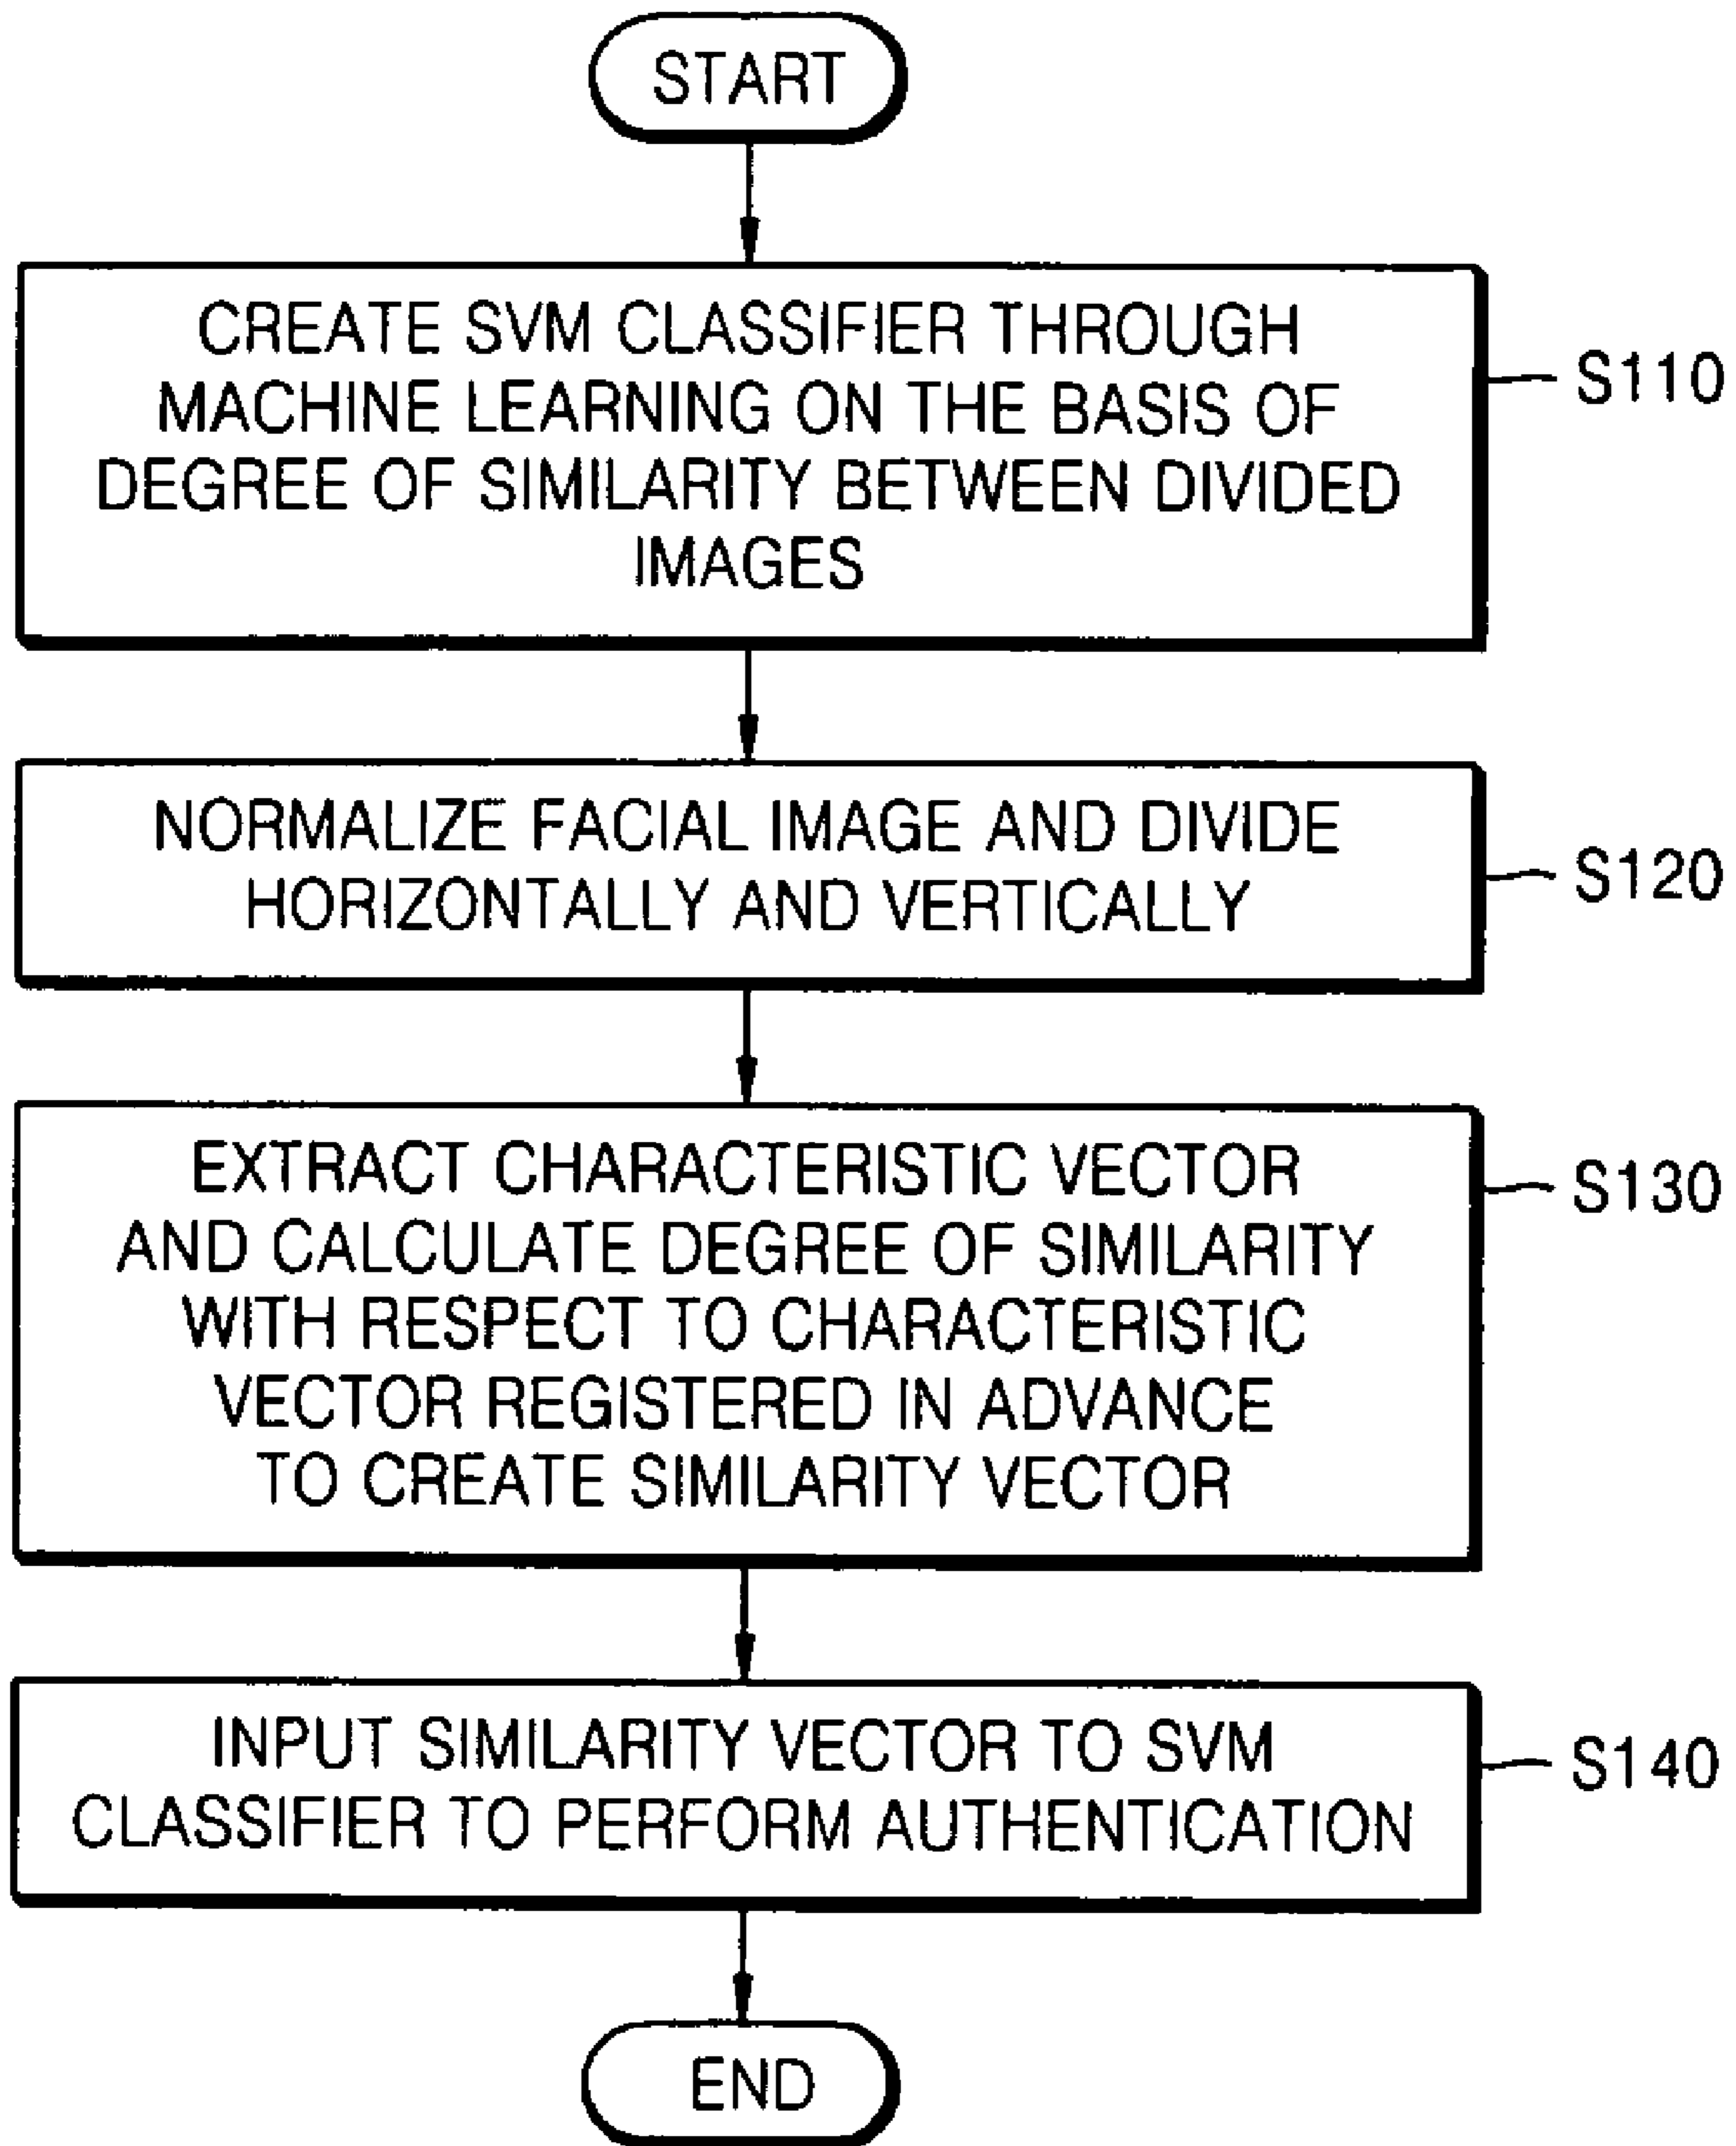 START
CREATE SVM CLASSIFIER THROUGH
MACHINE LEARNING ON THE BASIS OF
DEGREE OF SIMILARITY BETWEEN DIVIDED
IMAGES
S110
NORMALIZE FACIAL IMAGE AND DIVIDE
HORIZONTALLY AND VERTICALLY
S120
EXTRACT CHARACTERISTIC VECTOR
AND CALCULATE DEGREE OF SIMILARITY
WITH RESPECT TO CHARACTERISTIC
VECTOR REGISTERED IN ADVANCE
TO CREATE SIMILARITY VECTOR
S130
INPUT SIMILARITY VECTOR TO SVM
CLASSIFIER TO PERFORM AUTHENTICATION
S140
END